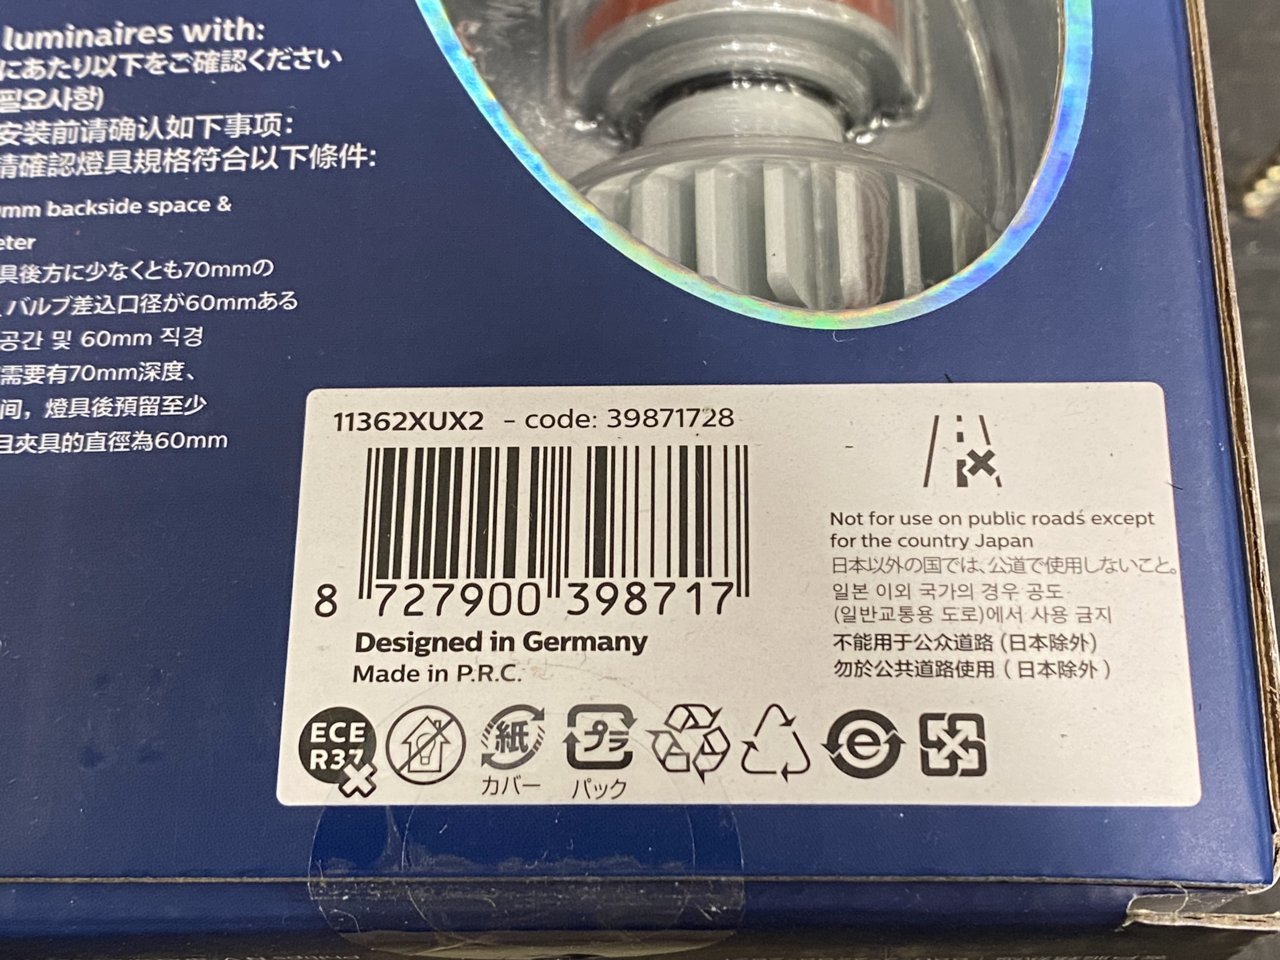 luminaires with:
にあたり以下をご確認ください
필요사항)
安装前请确认如下事项:
請確認燈具規格符合以下條件:
mm backside space &
eter
具後方に少なくとも70mmの
、バルブ差込口径が60mmある
공간 및 60mm 직경
需要有70mm深度、
间，燈具後預留至少
且夾具的直徑為60mm
11362XUX2 - code: 39871728
8 727900 398717
Designed in Germany
Made in P.R.C.
Not for use on public roads except
for the country Japan
日本以外の国では、公道で使用しないこと。
일본 이외 국가의 경우 공도
(일반교통용 도로)에서 사용 금지
不能用于公众道路 (日本除外)
勿於公共道路使用 ( 日本除外 )
ECE
R37
紙
カバー
プラ
パック
e